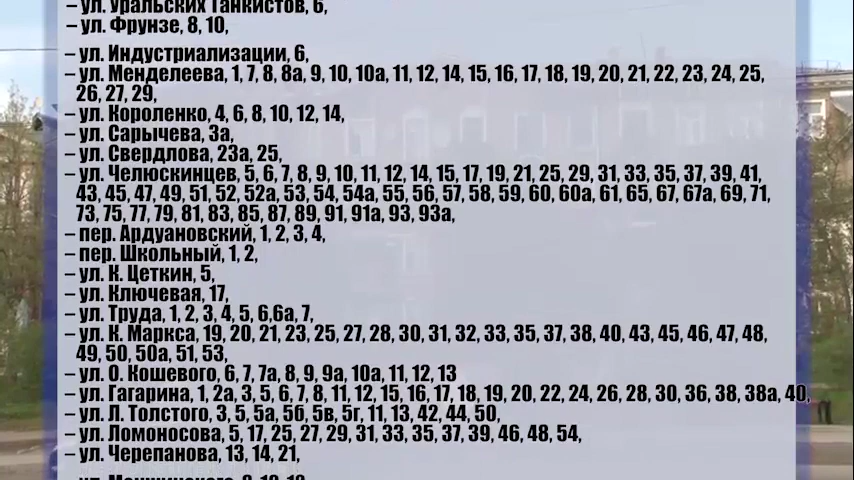 – ул. Уральских Танкистов, 6,
– ул. Фрунзе, 8, 10,
– ул. Индустриализации, 6,
– ул. Менделеева, 1, 7, 8, 8а, 9, 10, 10а, 11, 12, 14, 15, 16, 17, 18, 19, 20, 21, 22, 23, 24, 25,
26, 27, 29,
– ул. Короленко, 4, 6, 8, 10, 12, 14,
– ул. Сарычева, 3а,
– ул. Свердлова, 23а, 25,
– ул. Челюскинцев, 5, 6, 7, 8, 9, 10, 11, 12, 14, 15, 17, 19, 21, 25, 29, 31, 33, 35, 37, 39, 41,
43, 45, 47, 49, 51, 52, 52а, 53, 54, 54а, 55, 56, 57, 58, 59, 60, 60а, 61, 65, 67, 67а, 69, 71,
73, 75, 77, 79, 81, 83, 85, 87, 89, 91, 91а, 93, 93а,
– пер. Ардуановский, 1, 2, 3, 4,
– пер. Школьный, 1, 2,
– ул. К. Цеткин, 5,
– ул. Ключевая, 17,
– ул. Труда, 1, 2, 3, 4, 5, 6,6а, 7,
– ул. К. Маркса, 19, 20, 21, 23, 25, 27, 28, 30, 31, 32, 33, 35, 37, 38, 40, 43, 45, 46, 47, 48,
49, 50, 50а, 51, 53,
– ул. О. Кошевого, 6, 7, 7а, 8, 9, 9а, 10а, 11, 12, 13
– ул. Гагарина, 1, 2а, 3, 5, 6, 7, 8, 11, 12, 15, 16, 17, 18, 19, 20, 22, 24, 26, 28, 30, 36, 38, 38а, 40,
– ул. Л. Толстого, 3, 5, 5а, 5б, 5в, 5г, 11, 13, 42, 44, 50,
– ул. Ломоносова, 5, 17, 25, 27, 29, 31, 33, 35, 37, 39, 46, 48, 54,
– ул. Черепанова, 13, 14, 21,